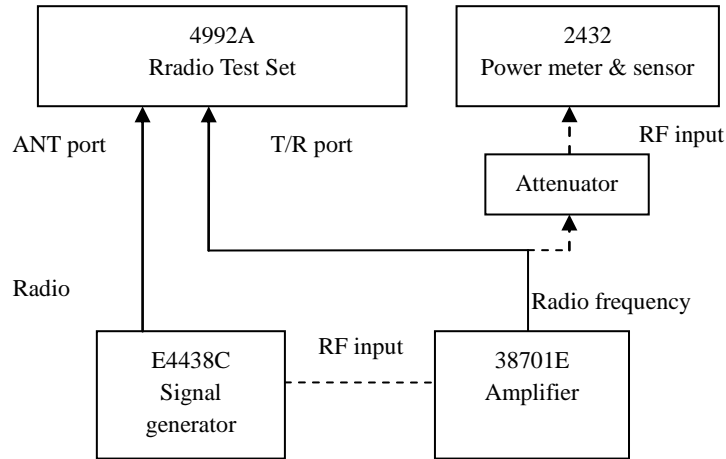 4992A
Rradio Test Set
2432
Power meter & sensor
ANT port
T/R port
RF input
Attenuator
Radio
Radio frequency
E4438C
Signal
generator
RF input
38701E
Amplifier